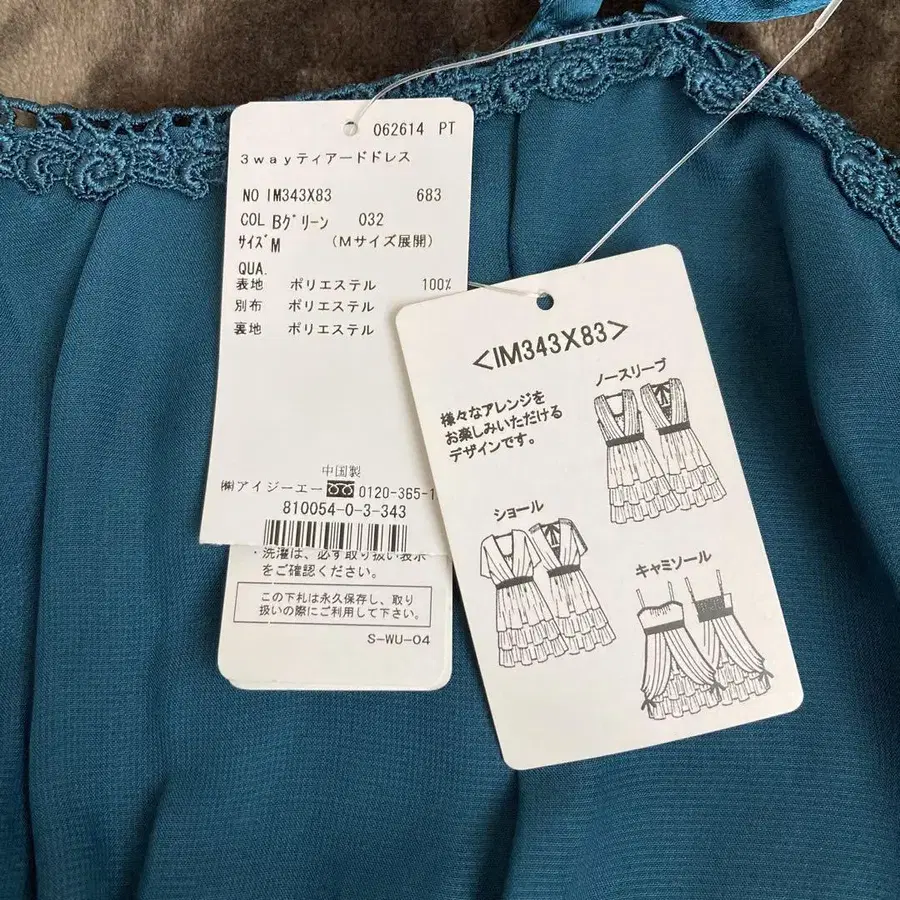 062614 PT
3wayティアードドレス
NO IM343X83 683
COL Bグリーン 032
サイズ M (Mサイズ展開)
QUA.
表地 ポリエステル 100%
別布 ポリエステル
裏地 ポリエステル
中国製
㈱アイジーエー 0120-365-1
810054-0-3-343
・洗濯は、必ず取り扱い表示
をご確認ください。
この下札は永久保存し、取り
扱いの際にご利用して下さい。
S-WU-04
<IM343X83>
様々なアレンジを
お楽しみいただける
デザインです。
ノースリーブ
ショール
キャミソール